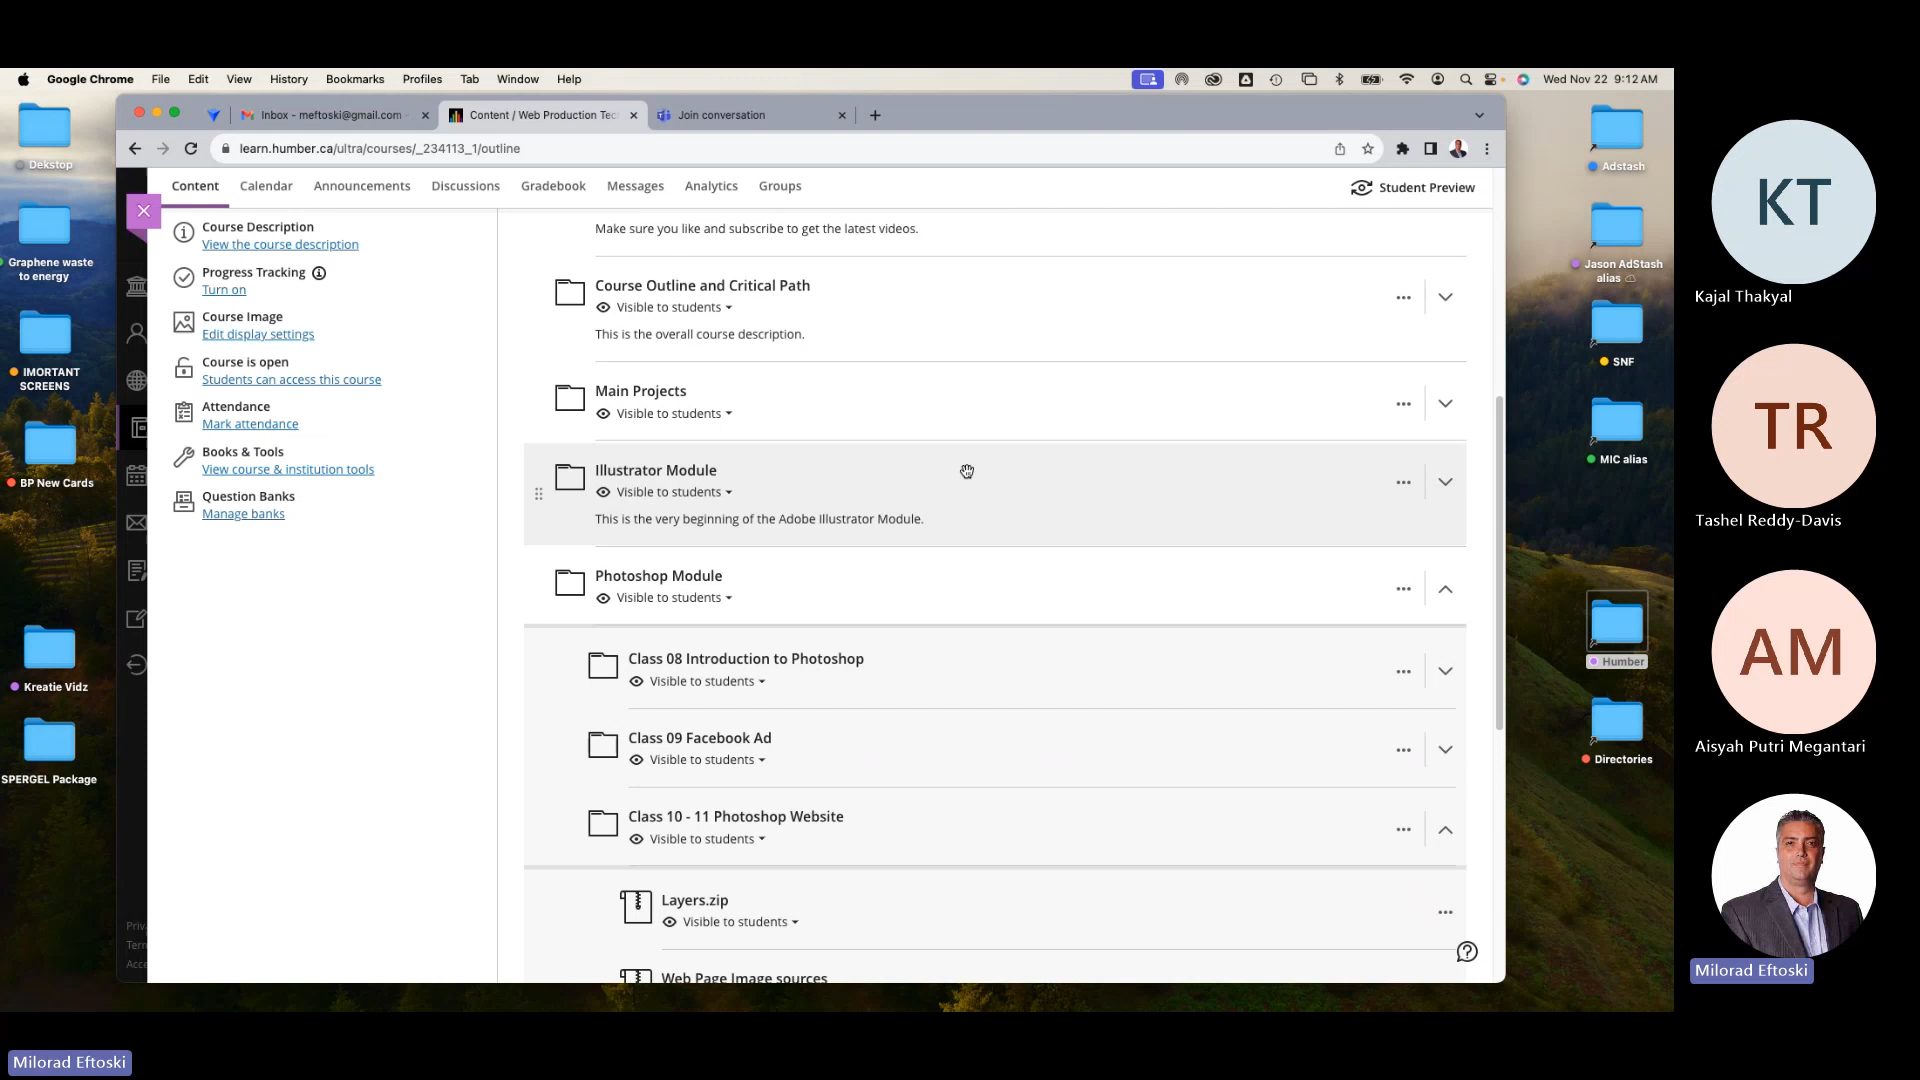 Google Chrome File Edit View History Bookmarks Profiles Tab Window Help
Wed Nov 22 9:12 AM
Inbox - meftoski@gmail.com
Content / Web Production Tec
Join conversation
learn.humber.ca/ultra/courses/_234113_1/outline
Content Calendar Announcements Discussions Gradebook Messages Analytics Groups
Student Preview
Course Description
View the course description
Progress Tracking
Turn on
Course Image
Edit display settings
Course is open
Students can access this course
Attendance
Mark attendance
Books & Tools
View course & institution tools
Question Banks
Manage banks
Priv
Tern
Acce
Make sure you like and subscribe to get the latest videos.
Course Outline and Critical Path
Visible to students
This is the overall course description.
Main Projects
Visible to students
Illustrator Module
Visible to students
This is the very beginning of the Adobe Illustrator Module.
Photoshop Module
Visible to students
Class 08 Introduction to Photoshop
Visible to students
Class 09 Facebook Ad
Visible to students
Class 10 - 11 Photoshop Website
Visible to students
Layers.zip
Visible to students
Web Page Image sources
Dekstop
Graphene waste
to energy
IMORTANT
SCREENS
BP New Cards
Kreatie Vidz
SPERGEL Package
Adstash
Jason AdStash
alias
SNF
MIC alias
Humber
Directories
KT
Kajal Thakyal
TR
Tashel Reddy-Davis
AM
Aisyah Putri Megantari
Milorad Eftoski
Milorad Eftoski